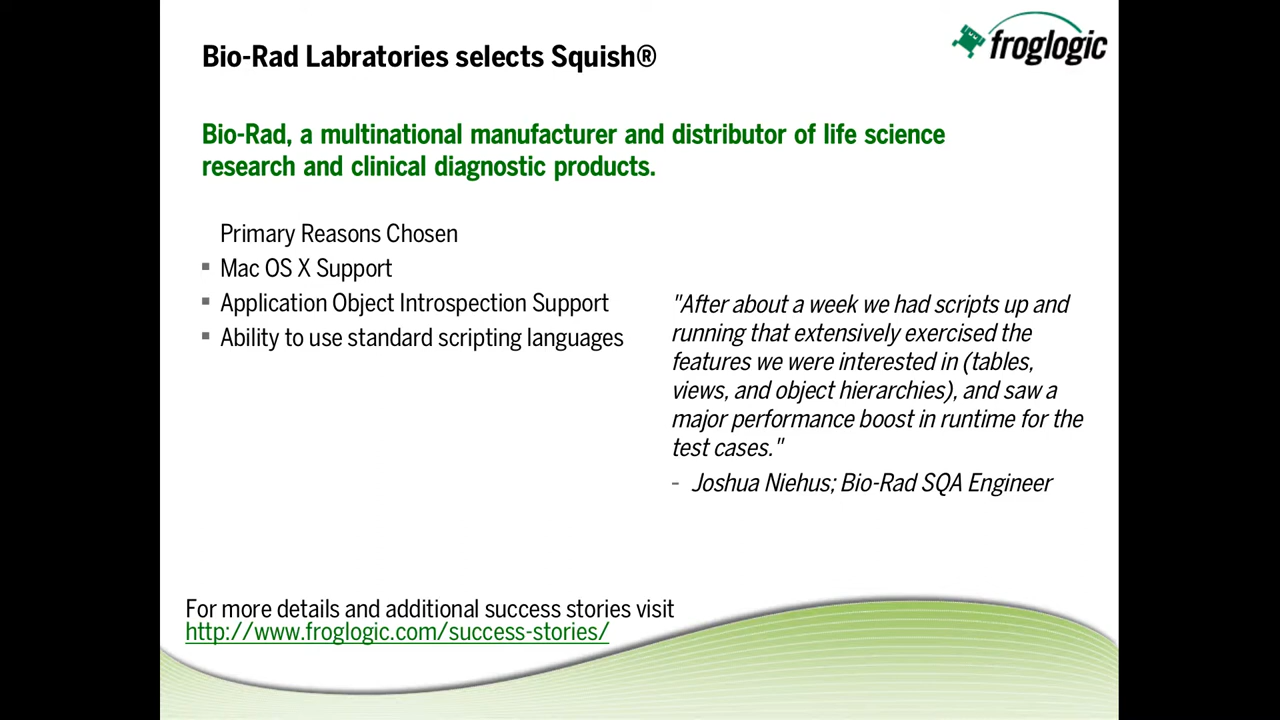 Bio-Rad Labratories selects Squish®
froglogic
Bio-Rad, a multinational manufacturer and distributor of life science
research and clinical diagnostic products.
Primary Reasons Chosen
▪ Mac OS X Support
▪ Application Object Introspection Support
▪ Ability to use standard scripting languages
"After about a week we had scripts up and
running that extensively exercised the
features we were interested in (tables,
views, and object hierarchies), and saw a
major performance boost in runtime for the
test cases."
- Joshua Niehus; Bio-Rad SQA Engineer
For more details and additional success stories visit
http://www.froglogic.com/success-stories/